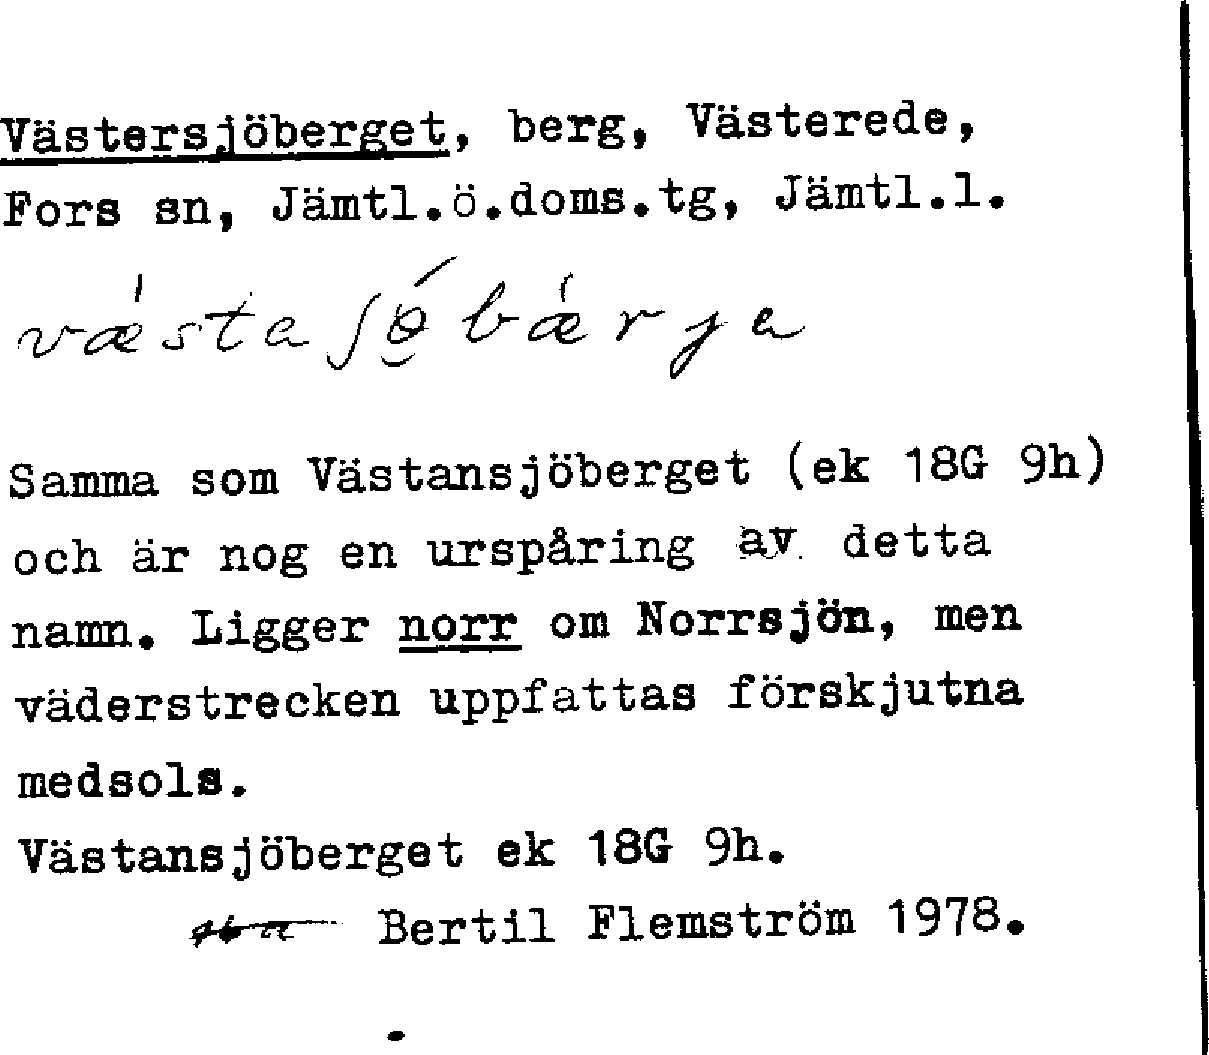 Västersjöberget, berg, Västerede,
Fors sn, Jämtl.ö.doms.tg, Jämtl.l.
Samma som Västansjöberget (ek 18G 9h)
och är nog en urspåring av detta
namn. Ligger norr om Norrsjön, men
väderstrecken uppfattas förskjutna
medsols.
Västansjöberget ek 18G 9h.
Bertil Flemström 1978.